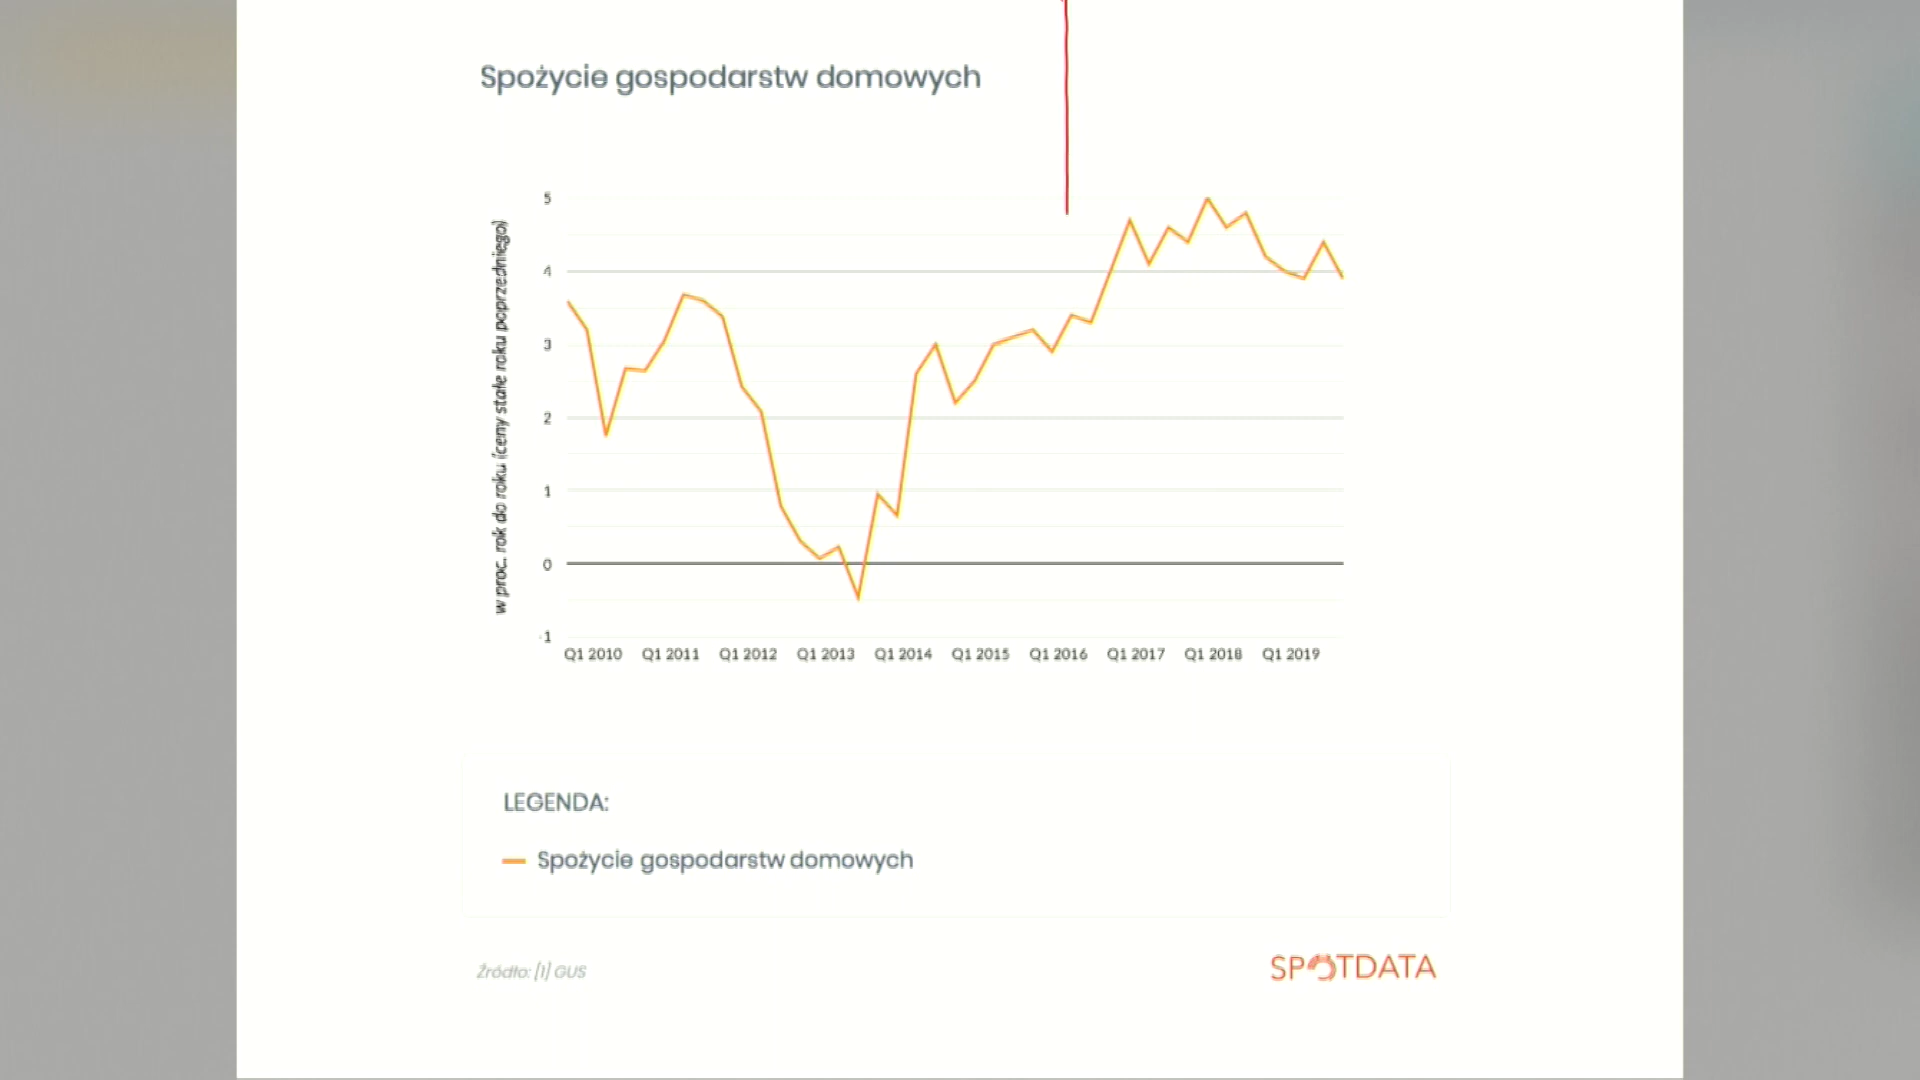 Spożycie gospodarstw domowych
w proc. rok do roku (ceny stałe roku poprzedniego)
5
4
3
2
1
0
-1
Q1 2010 Q1 2011 Q1 2012 Q1 2013 Q1 2014 Q1 2015 Q1 2016 Q1 2017 Q1 2018 Q1 2019
LEGENDA:
Spożycie gospodarstw domowych
Źródło: [1] GUS
SPOTDATA